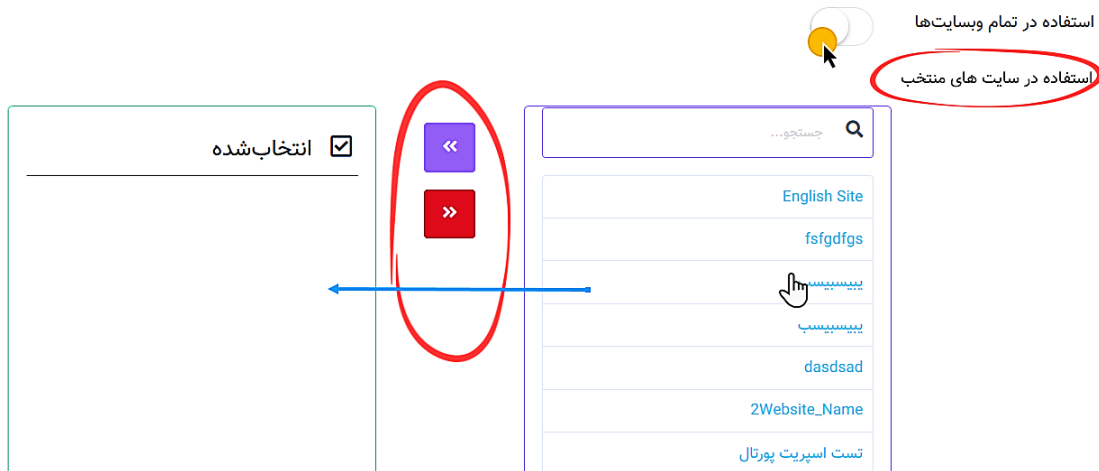 استفاده در تمام وبسایت‌ها
استفاده در سایت های منتخب
جستجو...
English Site
fsfgdfgs
یبیسبیسب
یبیسبیسب
dasdsad
2Website_Name
تست اسپریت پورتال
انتخاب‌شده